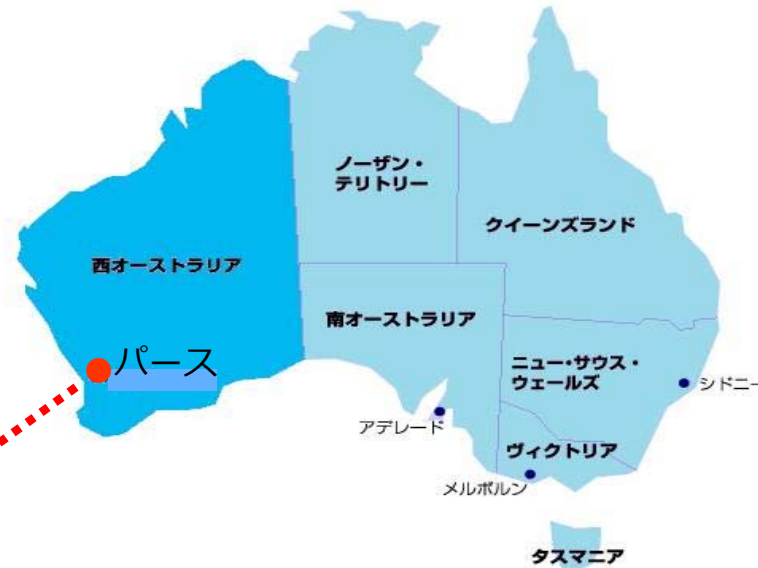 ノーザン・
テリトリー
クイーンズランド
西オーストラリア
南オーストラリア
パース
ニュー・サウス・
ウェールズ
シドニー
アデレード
ヴィクトリア
メルボルン
タスマニア